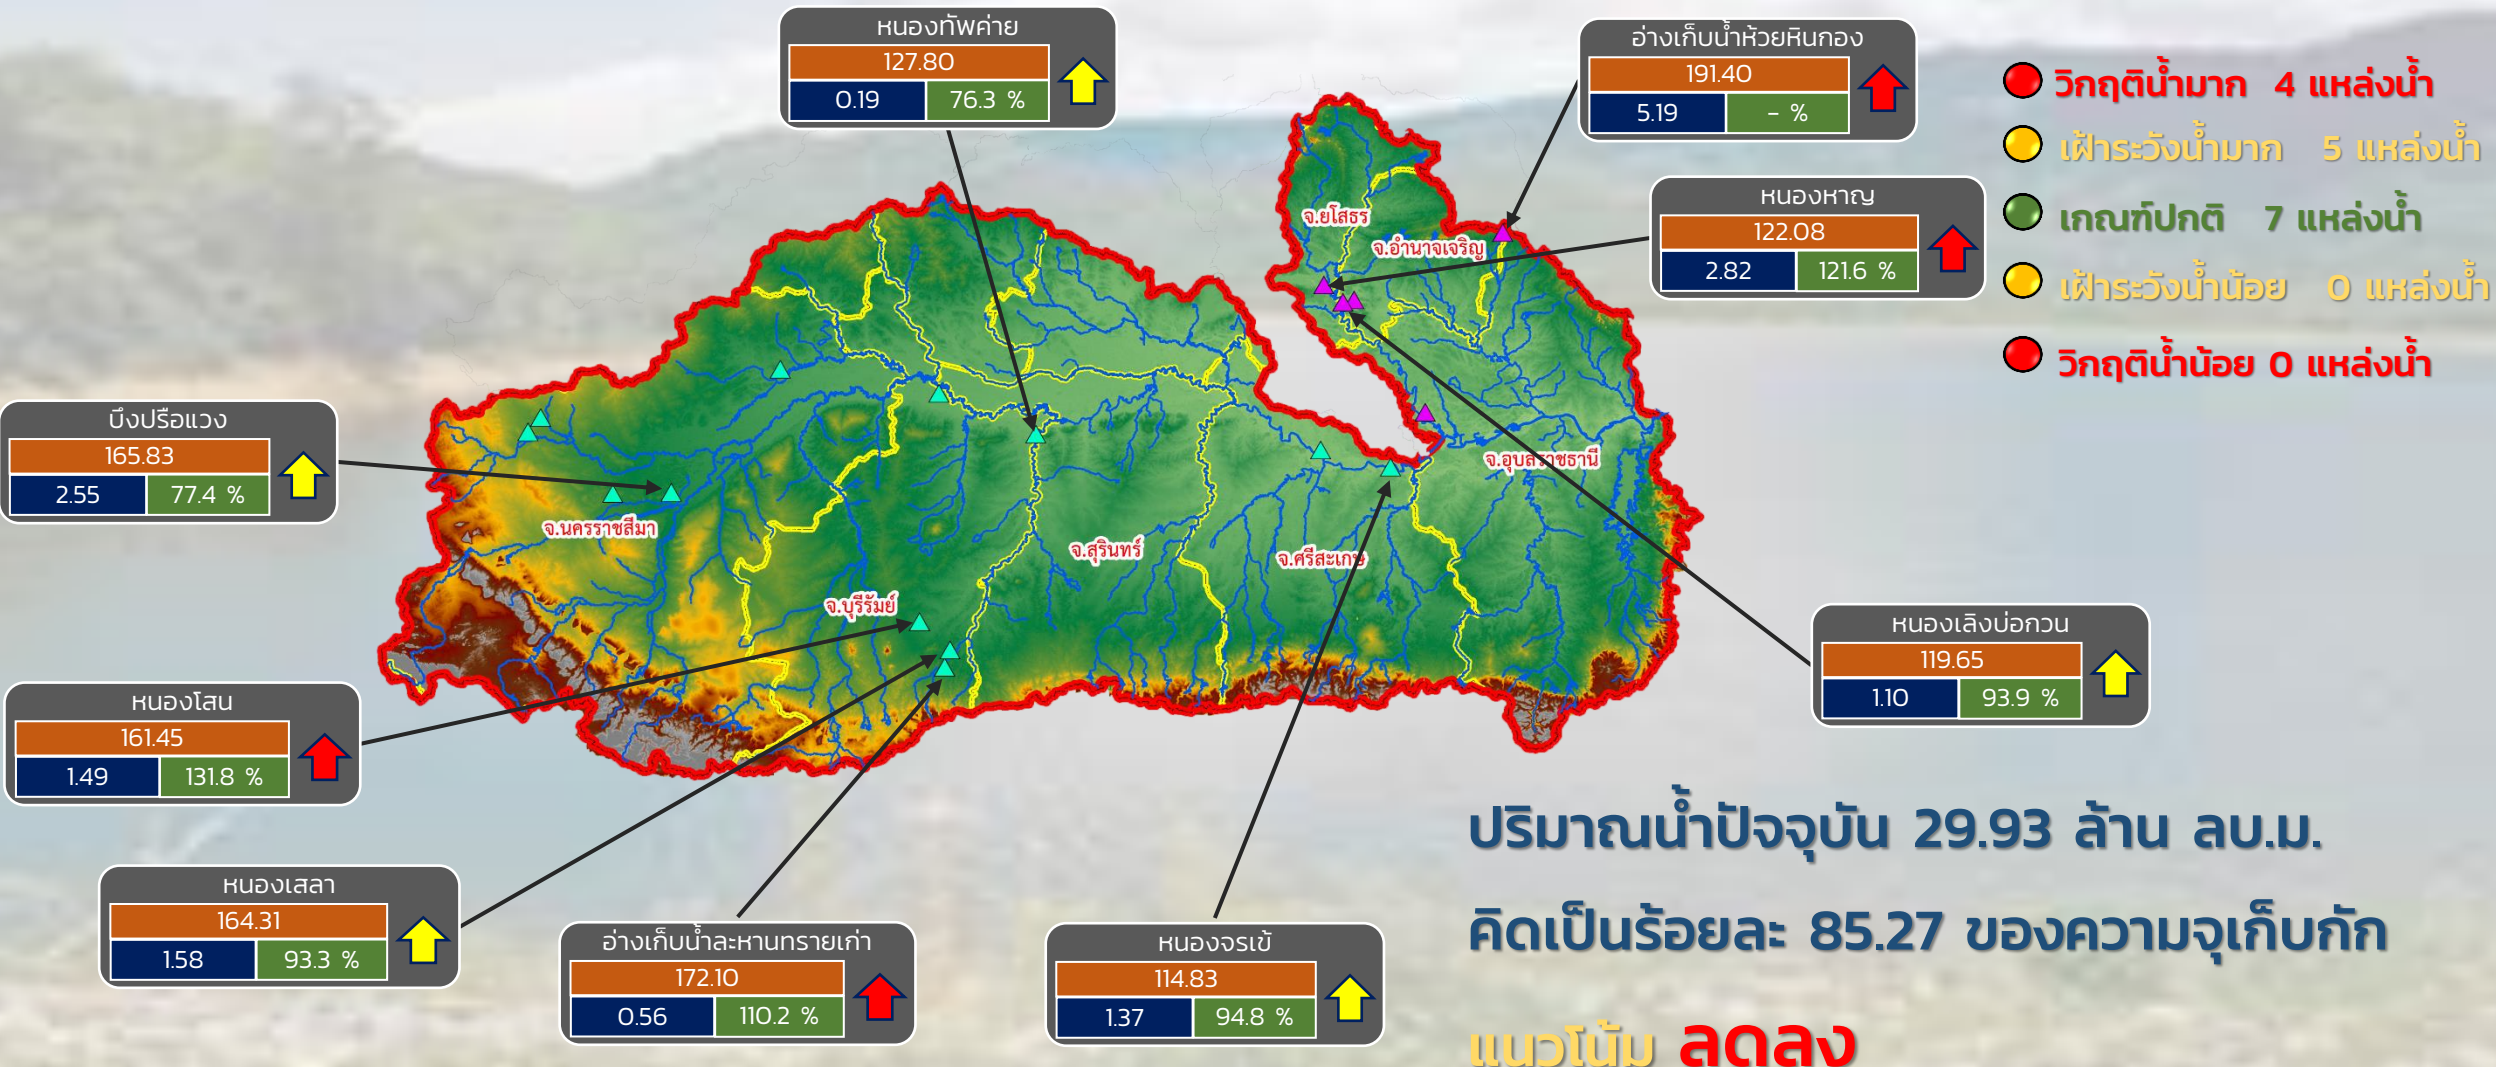 หนองทัพค่าย
127.80
0.19 76.3 %
อ่างเก็บน้ำห้วยหินกอง
191.40
5.19 - %
วิกฤติน้ำมาก 4 แหล่งน้ำ
เฝ้าระวังน้ำมาก 5 แหล่งน้ำ
เกณฑ์ปกติ 7 แหล่งน้ำ
เฝ้าระวังน้ำน้อย 0 แหล่งน้ำ
วิกฤติน้ำน้อย 0 แหล่งน้ำ
หนองหาญ
122.08
2.82 121.6 %
จ.ยโสธร
จ.อำนาจเจริญ
บึงปรือแวง
165.83
2.55 77.4 %
จ.อุบลราชธานี
จ.นครราชสีมา
จ.สุรินทร์
จ.ศรีสะเกษ
จ.บุรีรัมย์
หนองเลิงบ่อกวน
119.65
1.10 93.9 %
หนองโสน
161.45
1.49 131.8 %
หนองเสลา
164.31
1.58 93.3 %
อ่างเก็บน้ำละหานทรายเก่า
172.10
0.56 110.2 %
หนองจรเข้
114.83
1.37 94.8 %
ปริมาณน้ำปัจจุบัน 29.93 ล้าน ลบ.ม.
คิดเป็นร้อยละ 85.27 ของความจุเก็บกัก
แนวโน้ม ลดลง